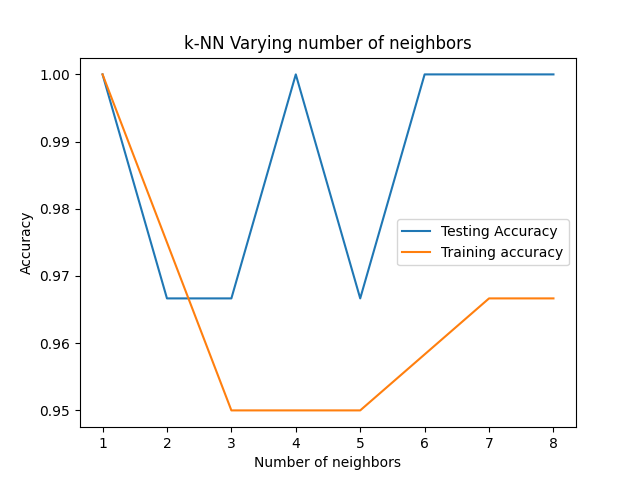 k-NN Varying number of neighbors
1.00
0.99
0.98
0.97
0.96
0.95
Accuracy
Testing Accuracy
Training accuracy
1 2 3 4 5 6 7 8
Number of neighbors